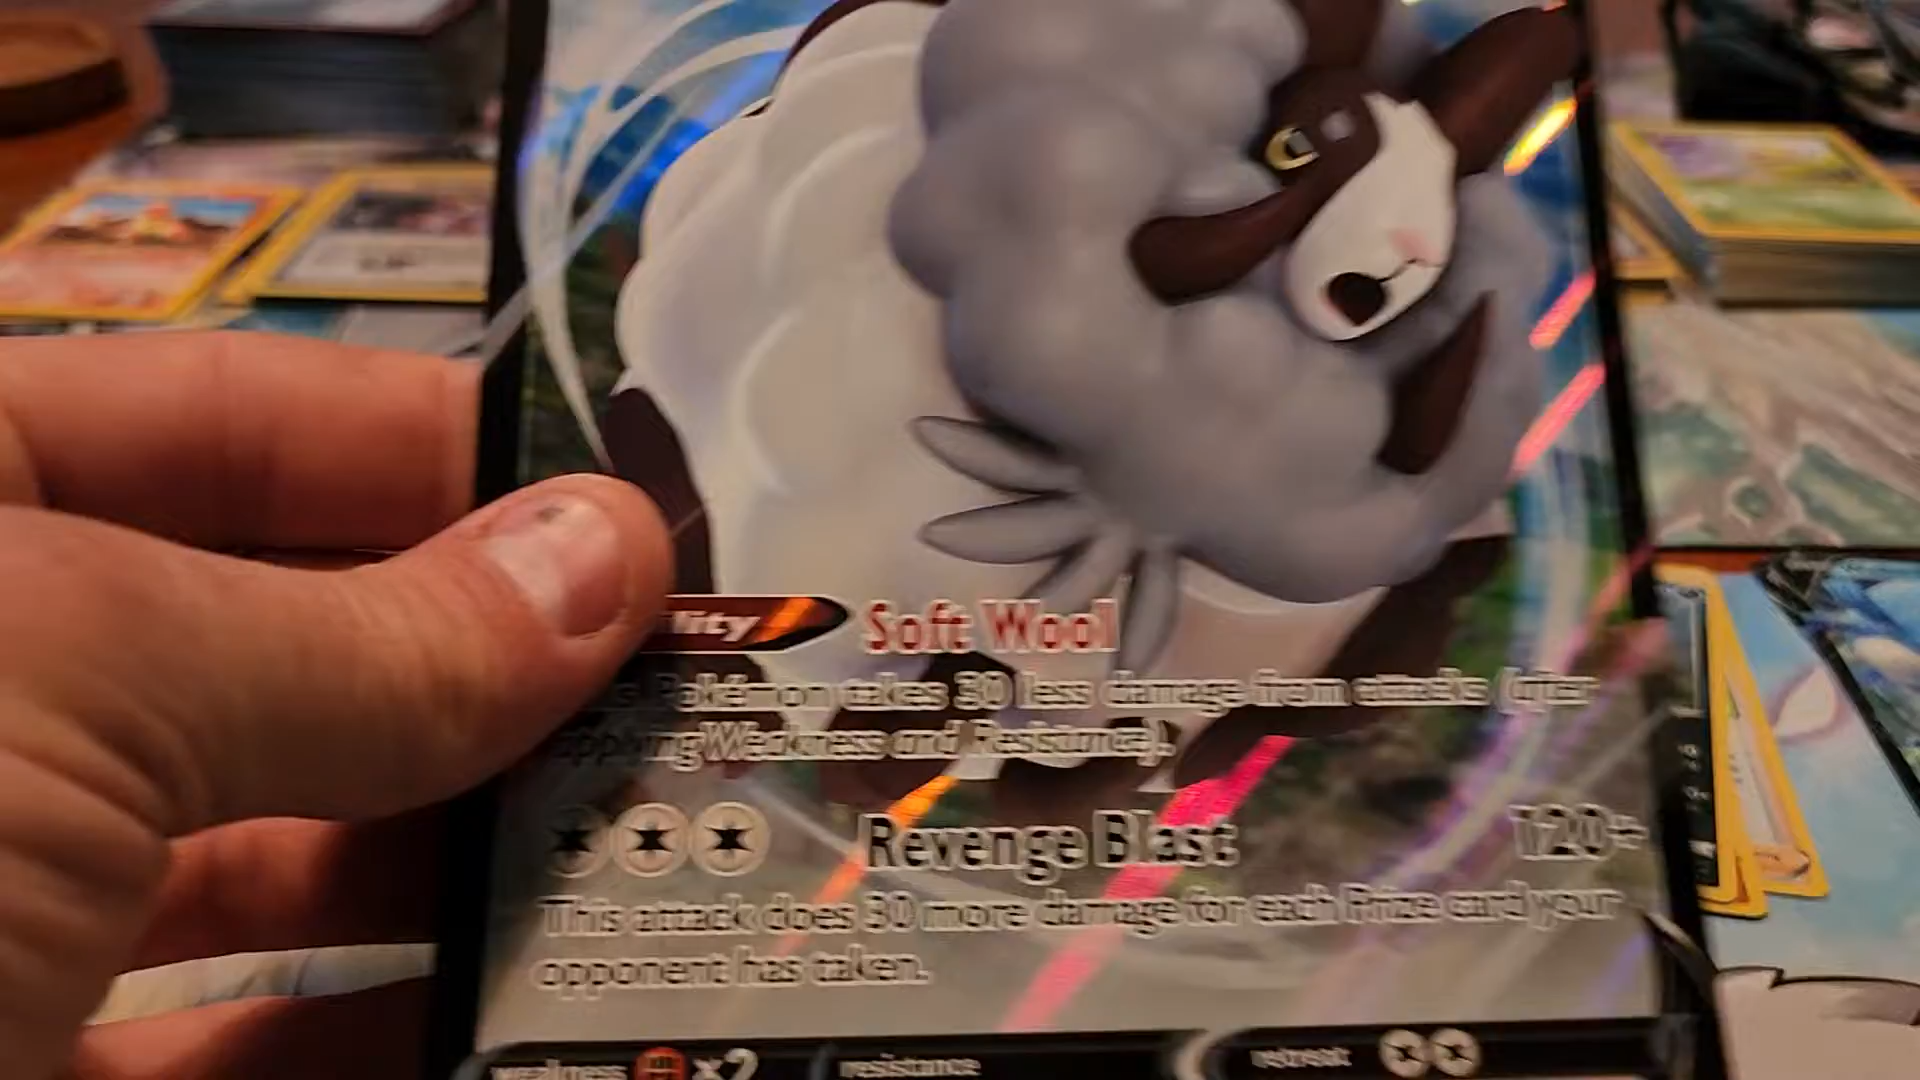 lity Soft Wool
s Pokémon takes 30 less damage from attacks (after
applying Weakness and Resistance).
Revenge Blast 120+
This attack does 30 more damage for each Prize card your
opponent has taken.
weakness x2 resistance retreat